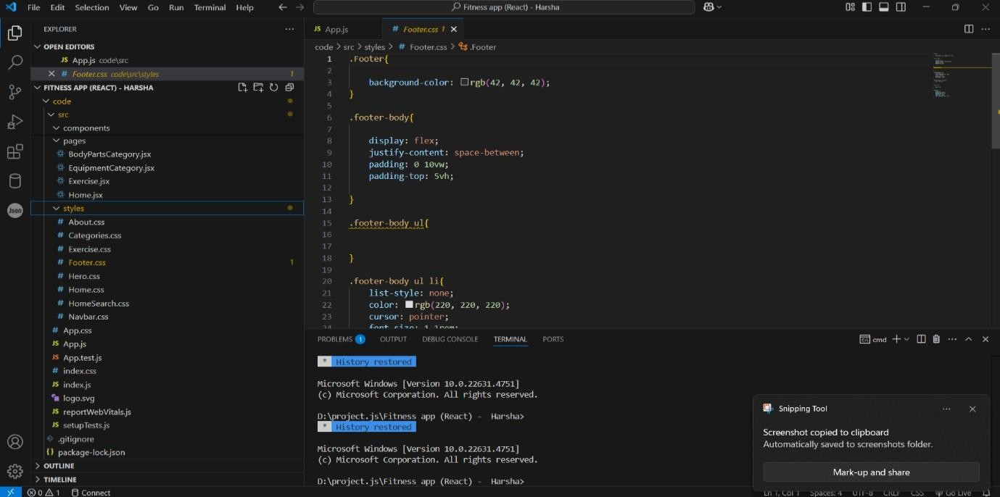 File Edit Selection View Go Run Terminal Help
Fitness app (React) - Harsha
EXPLORER
OPEN EDITORS
JS App.js code\src
# Footer.css code\src\styles 1
FITNESS APP (REACT) - HARSHA
code
src
components
pages
BodyPartsCategory.jsx
EquipmentCategory.jsx
Exercise.jsx
Home.jsx
styles
# About.css
# Categories.css
# Exercise.css
# Footer.css 1
# Hero.css
# Home.css
# HomeSearch.css
# Navbar.css
# App.css
JS App.js
JS App.test.js
# index.css
JS index.js
logo.svg
JS reportWebVitals.js
JS setupTests.js
.gitignore
{} package-lock.json
OUTLINE
TIMELINE
Json
JS App.js
# Footer.css 1
code > src > styles > # Footer.css > .Footer
1 .Footer{
2
3 background-color: rgb(42, 42, 42);
4 }
5
6 .footer-body{
7
8 display: flex;
9 justify-content: space-between;
10 padding: 0 10vw;
11 padding-top: 5vh;
12
13 }
14
15 .footer-body ul{
16
17
18 }
19
20 .footer-body ul li{
21 list-style: none;
22 color: rgb(220, 220, 220);
23 cursor: pointer;
24 font-size: 1.1rem;
PROBLEMS 1 OUTPUT DEBUG CONSOLE TERMINAL PORTS
cmd
* History restored
Microsoft Windows [Version 10.0.22631.4751]
(c) Microsoft Corporation. All rights reserved.
D:\project.js\Fitness app (React) - Harsha>
* History restored
Microsoft Windows [Version 10.0.22631.4751]
(c) Microsoft Corporation. All rights reserved.
D:\project.js\Fitness app (React) - Harsha>
Snipping Tool
Screenshot copied to clipboard
Automatically saved to screenshots folder.
Mark-up and share
0 1 Connect
Ln 1, Col 1 Spaces: 4 UTF-8 CRLF CSS Go Live